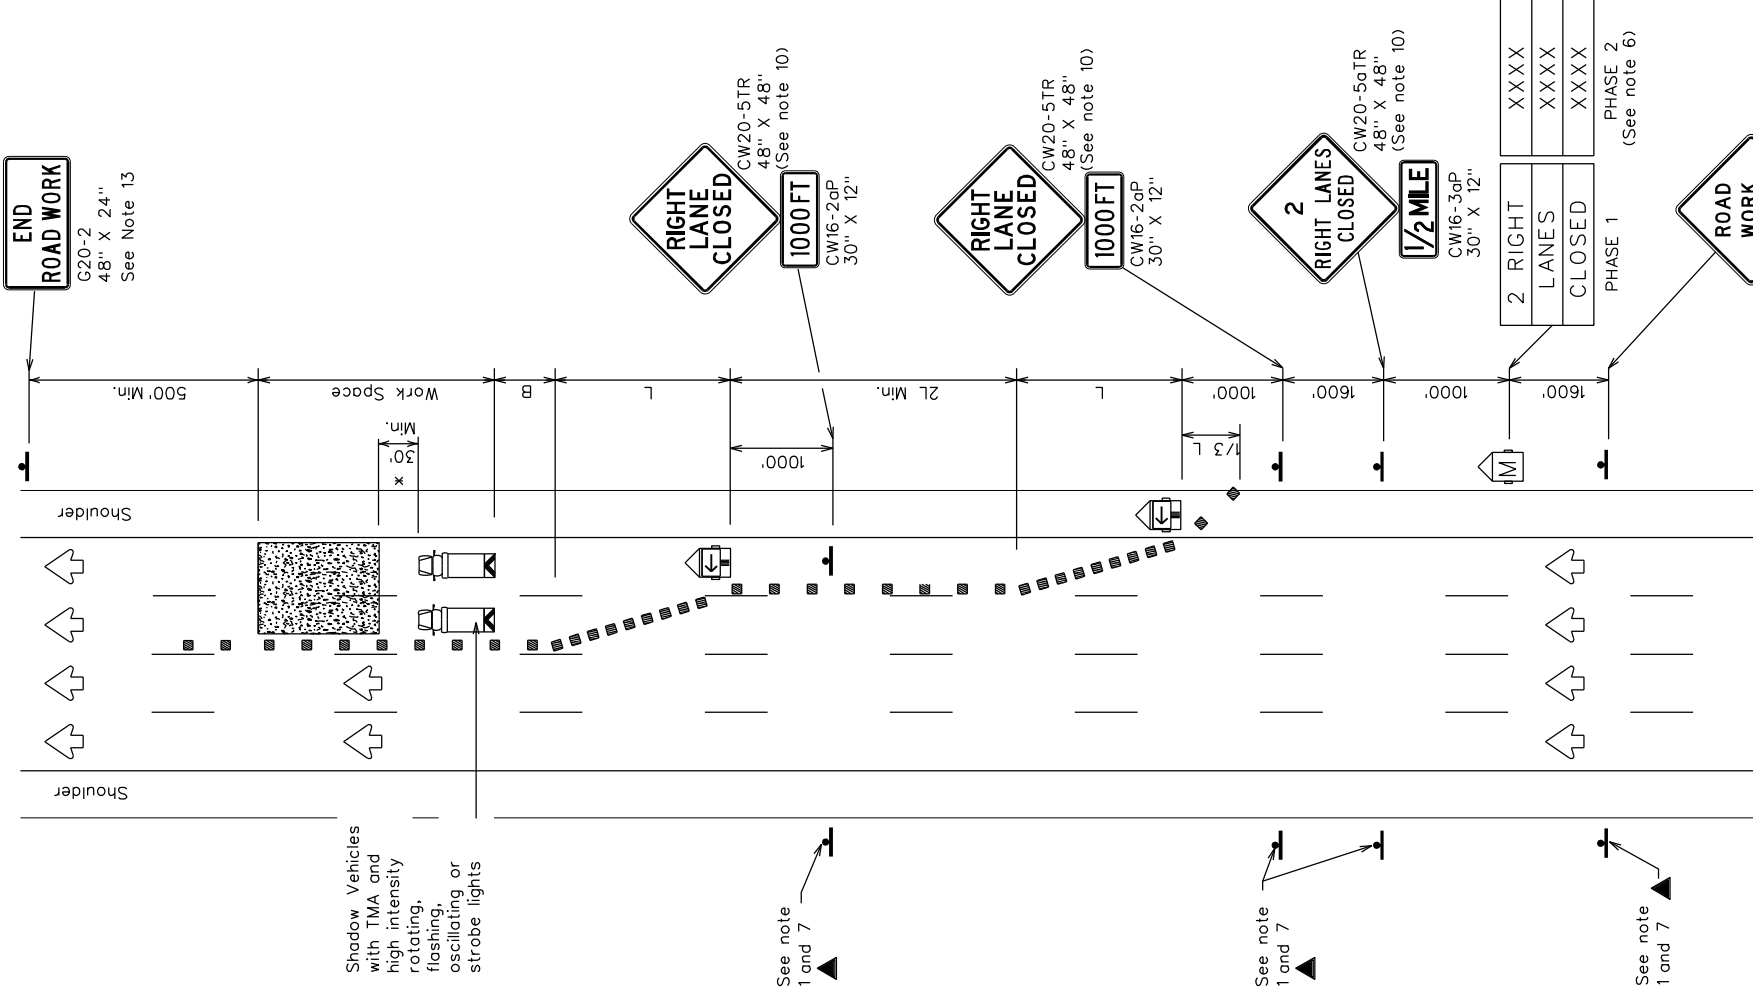 END
ROAD WORK
G20-2
48" X 24"
See Note 13
RIGHT
LANE
CLOSED
CW20-5TR
48" X 48"
(See note 10)
1000 FT
CW16-2aP
30" X 12"
RIGHT
LANE
CLOSED
CW20-5TR
48" X 48"
(See note 10)
1000 FT
CW16-2aP
30" X 12"
2
RIGHT LANES
CLOSED
CW20-5aTR
48" X 48"
(See note 10)
1/2 MILE
CW16-3aP
30" X 12"
2 RIGHT
LANES
CLOSED
PHASE 1
XXXX
XXXX
XXXX
PHASE 2
(See note 6)
ROAD
WORK
500' Min.
Work Space
B
L
2L Min.
L
1000'
1600'
1000'
1600'
30'
Min.
*
1000'
1/3 L
M
Shoulder
Shoulder
Shadow Vehicles
with TMA and
high intensity
rotating,
flashing,
oscillating or
strobe lights
See note
1 and 7
See note
1 and 7
See note
1 and 7